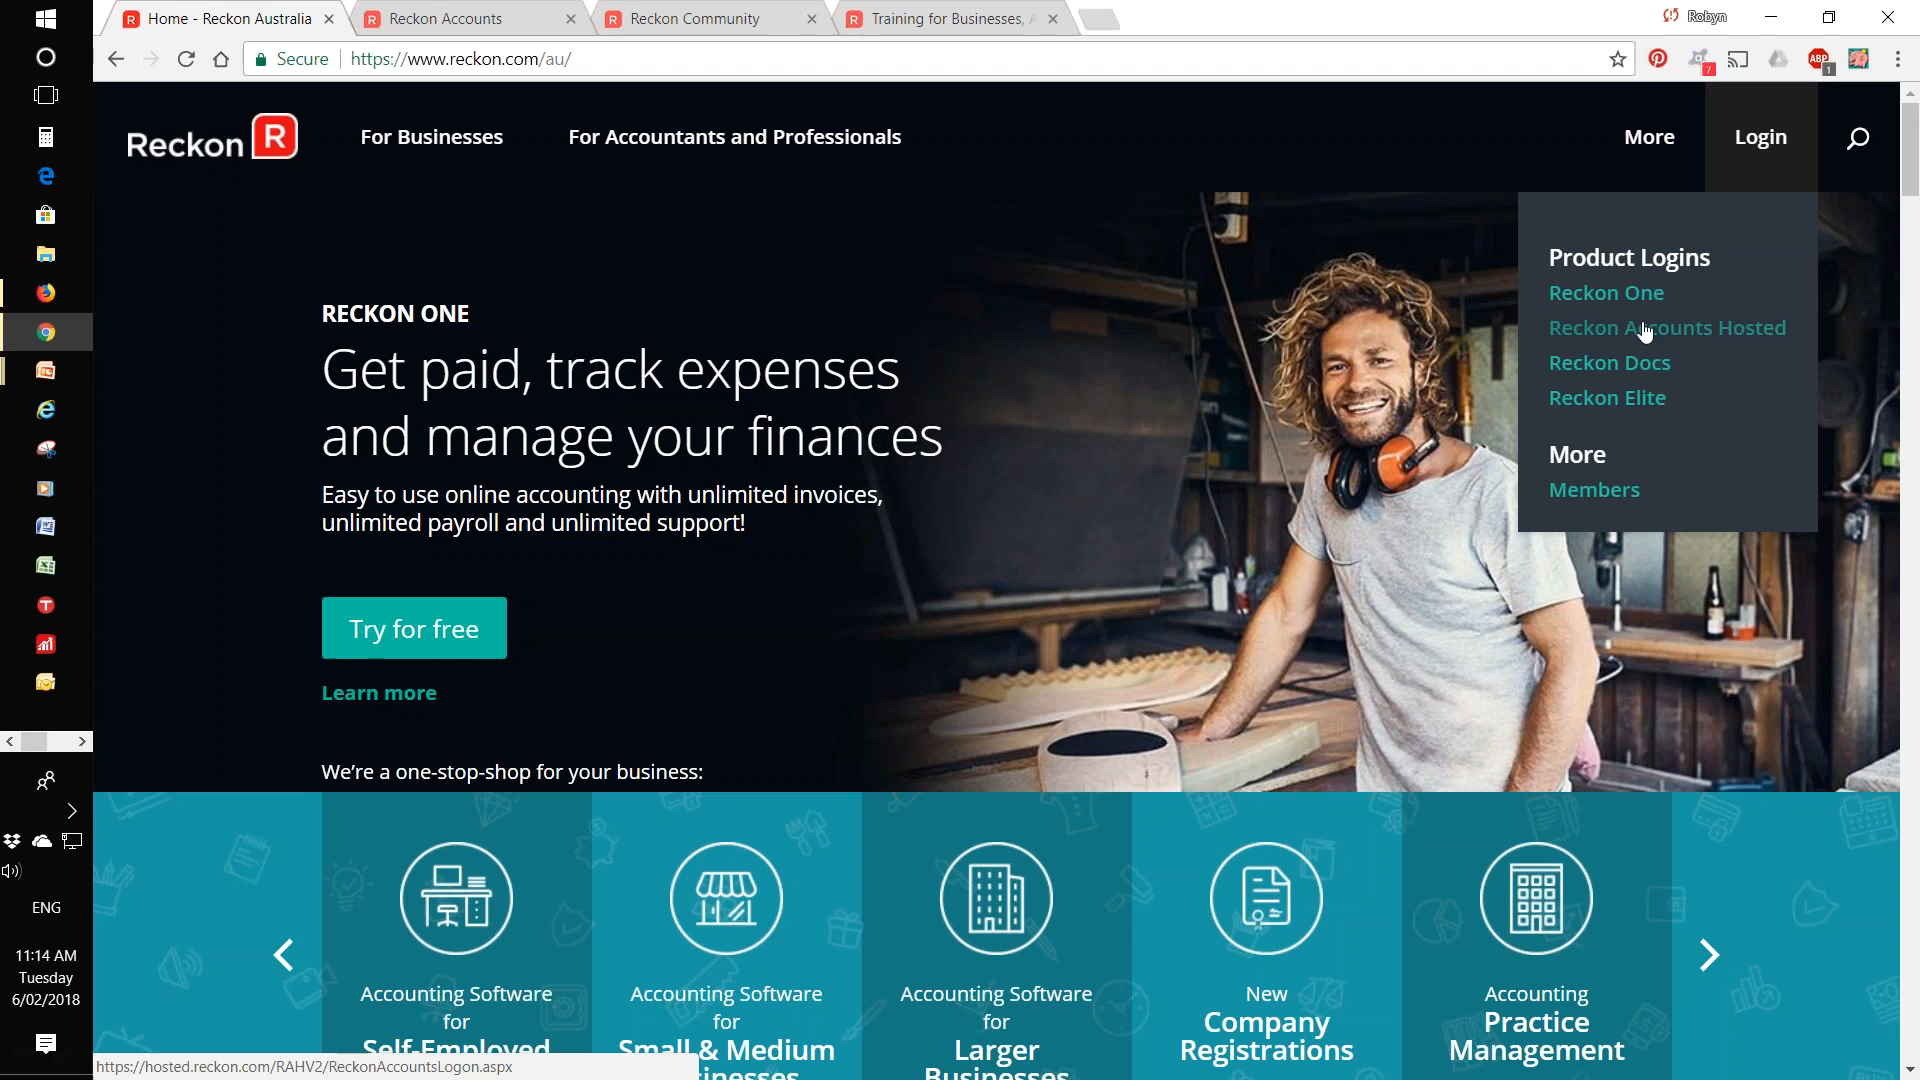 Home - Reckon Australia
Reckon Accounts
Reckon Community
Training for Businesses, A
Robyn
Secure
https://www.reckon.com/au/
7
ABP
1
Reckon R
For Businesses
For Accountants and Professionals
More
Login
Product Logins
Reckon One
Reckon Accounts Hosted
Reckon Docs
Reckon Elite
More
Members
RECKON ONE
Get paid, track expenses
and manage your finances
Easy to use online accounting with unlimited invoices,
unlimited payroll and unlimited support!
Try for free
Learn more
We're a one-stop-shop for your business:
Accounting Software
for
Self-Employed
Accounting Software
for
Small & Medium
Businesses
Accounting Software
for
Larger
Businesses
New
Company
Registrations
Accounting
Practice
Management
https://hosted.reckon.com/RAHV2/ReckonAccountsLogon.aspx
ENG
11:14 AM
Tuesday
6/02/2018